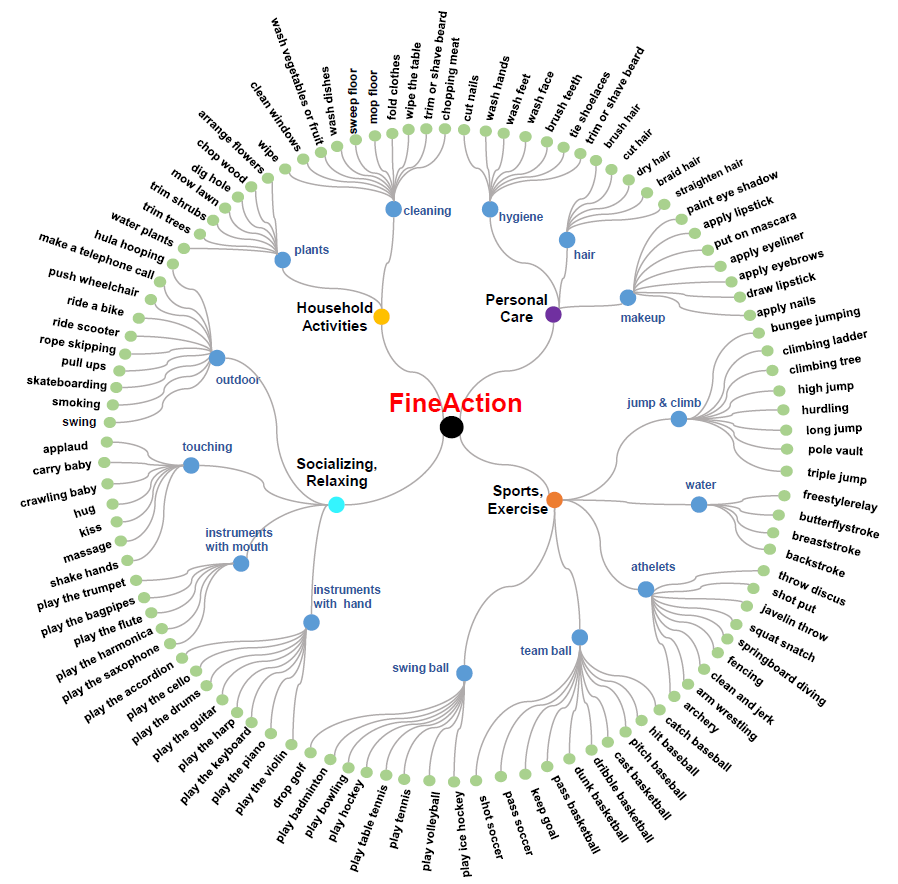 FineAction
Household
Activities
Personal
Care
Socializing,
Relaxing
Sports,
Exercise
cleaning
wipe
clean windows
wash vegetables or fruit
wash dishes
sweep floor
mop floor
fold clothes
wipe the table
trim or shave beard
chopping meat
hygiene
cut nails
wash hands
wash feet
wash face
brush teeth
tie shoelaces
hair
trim or shave beard
brush hair
cut hair
dry hair
braid hair
straighten hair
makeup
paint eye shadow
apply lipstick
put on mascara
apply eyeliner
apply eyebrows
draw lipstick
apply nails
jump & climb
bungee jumping
climbing ladder
climbing tree
high jump
hurdling
long jump
pole vault
triple jump
water
freestylerelay
butterflystroke
breaststroke
backstroke
athelets
throw discus
shot put
javelin throw
squat snatch
springboard diving
fencing
clean and jerk
arm wrestling
archery
team ball
catch baseball
hit baseball
pitch baseball
cast basketball
dribble basketball
dunk basketball
pass basketball
keep goal
pass soccer
shot soccer
swing ball
play ice hockey
play volleyball
play tennis
play table tennis
play hockey
play bowling
play badminton
drop golf
instruments
with hand
play the violin
play the piano
play the keyboard
play the harp
play the guitar
play the drums
play the cello
play the accordion
instruments
with mouth
play the saxophone
play the harmonica
play the flute
play the bagpipes
play the trumpet
touching
shake hands
massage
kiss
hug
crawling baby
carry baby
applaud
outdoor
swing
smoking
skateboarding
pull ups
rope skipping
ride scooter
ride a bike
push wheelchair
make a telephone call
hula hooping
plants
water plants
trim trees
trim shrubs
mow lawn
dig hole
chop wood
arrange flowers